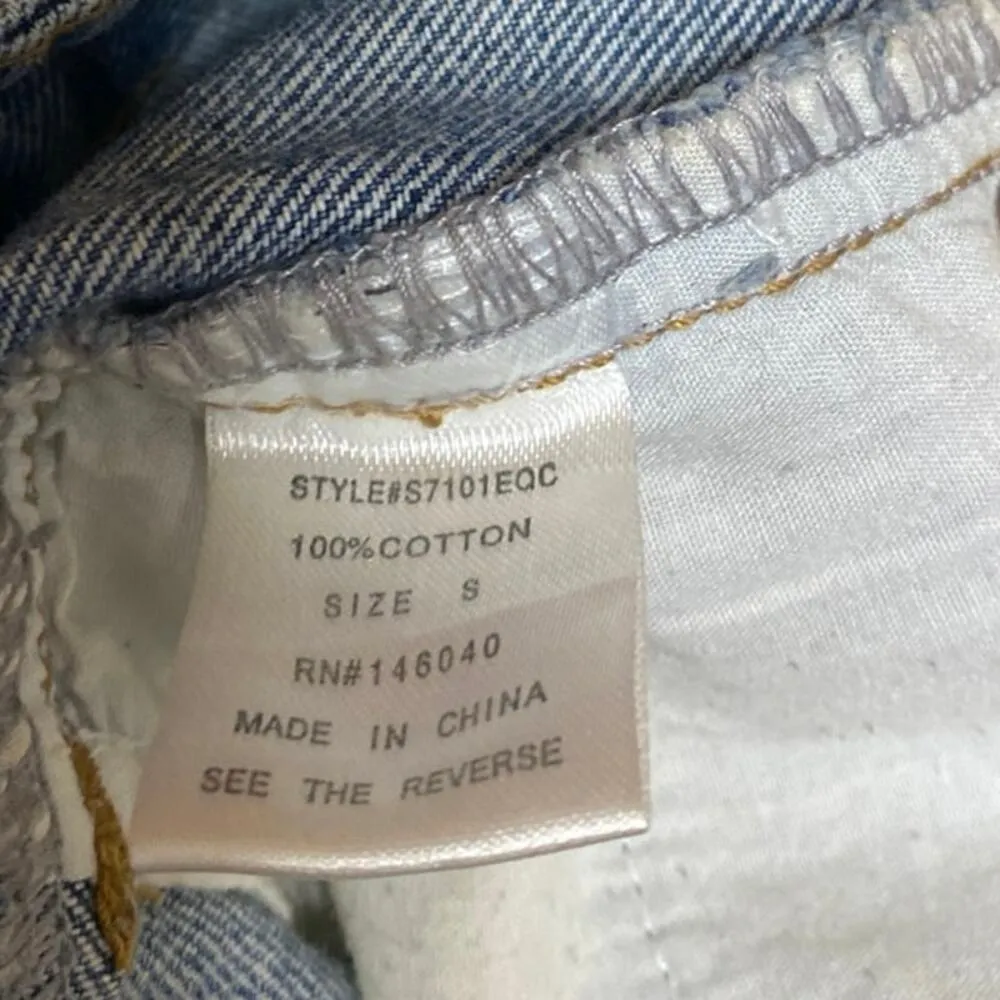 STYLE#S7101EQC
100%COTTON
SIZE S
RN#146040
MADE IN CHINA
SEE THE REVERSE